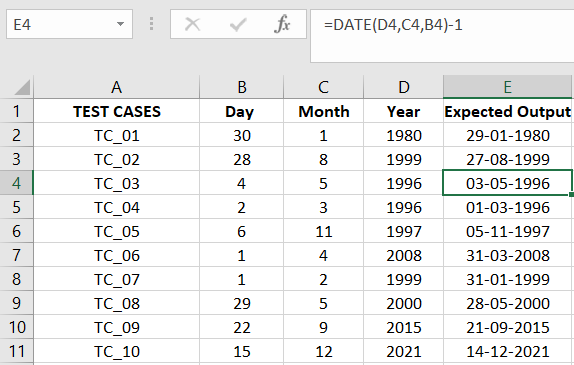 E4 fx =DATE(D4,C4,B4)-1
A B C D E
1 TEST CASES Day Month Year Expected Output
2 TC_01 30 1 1980 29-01-1980
3 TC_02 28 8 1999 27-08-1999
4 TC_03 4 5 1996 03-05-1996
5 TC_04 2 3 1996 01-03-1996
6 TC_05 6 11 1997 05-11-1997
7 TC_06 1 4 2008 31-03-2008
8 TC_07 1 2 1999 31-01-1999
9 TC_08 29 5 2000 28-05-2000
10 TC_09 22 9 2015 21-09-2015
11 TC_10 15 12 2021 14-12-2021